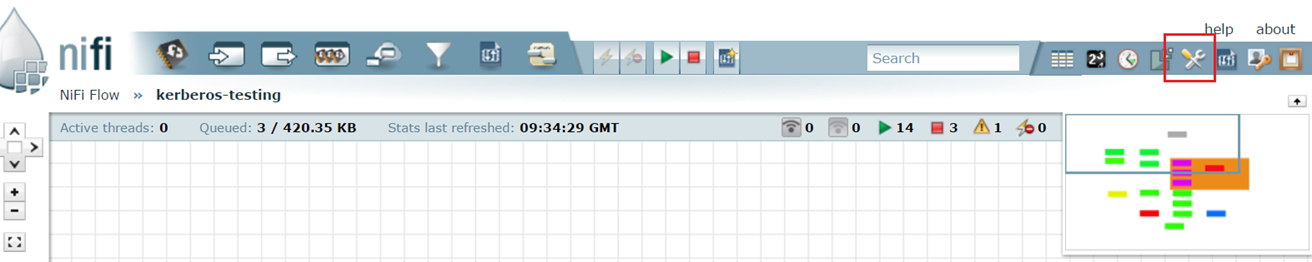 help about
nifi
Search
NiFi Flow » kerberos-testing
Active threads: 0 Queued: 3 / 420.35 KB Stats last refreshed: 09:34:29 GMT 0 0 14 3 1 0